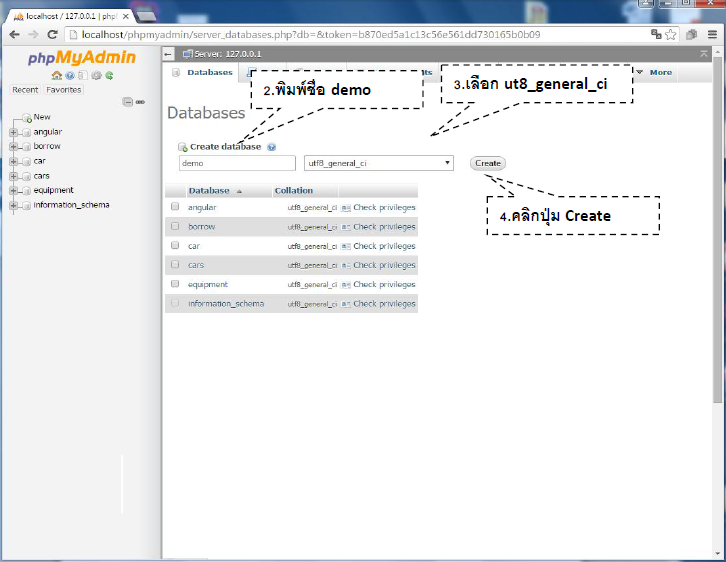 localhost / 127.0.0.1 | phpM
localhost/phpmyadmin/server_databases.php?db=&token=b870ed5a1c13c56e561dd730165b0b09
phpMyAdmin
Recent Favorites
New
angular
borrow
car
cars
equipment
information_schema
Server: 127.0.0.1
Databases
More
2.พิมพ์ชื่อ demo
3.เลือก ut8_general_ci
Databases
Create database
demo utf8_general_ci Create
4.คลิกปุ่ม Create
Database Collation
angular utf8_general_ci Check privileges
borrow utf8_general_ci Check privileges
car utf8_general_ci Check privileges
cars utf8_general_ci Check privileges
equipment utf8_general_ci Check privileges
information_schema utf8_general_ci Check privileges